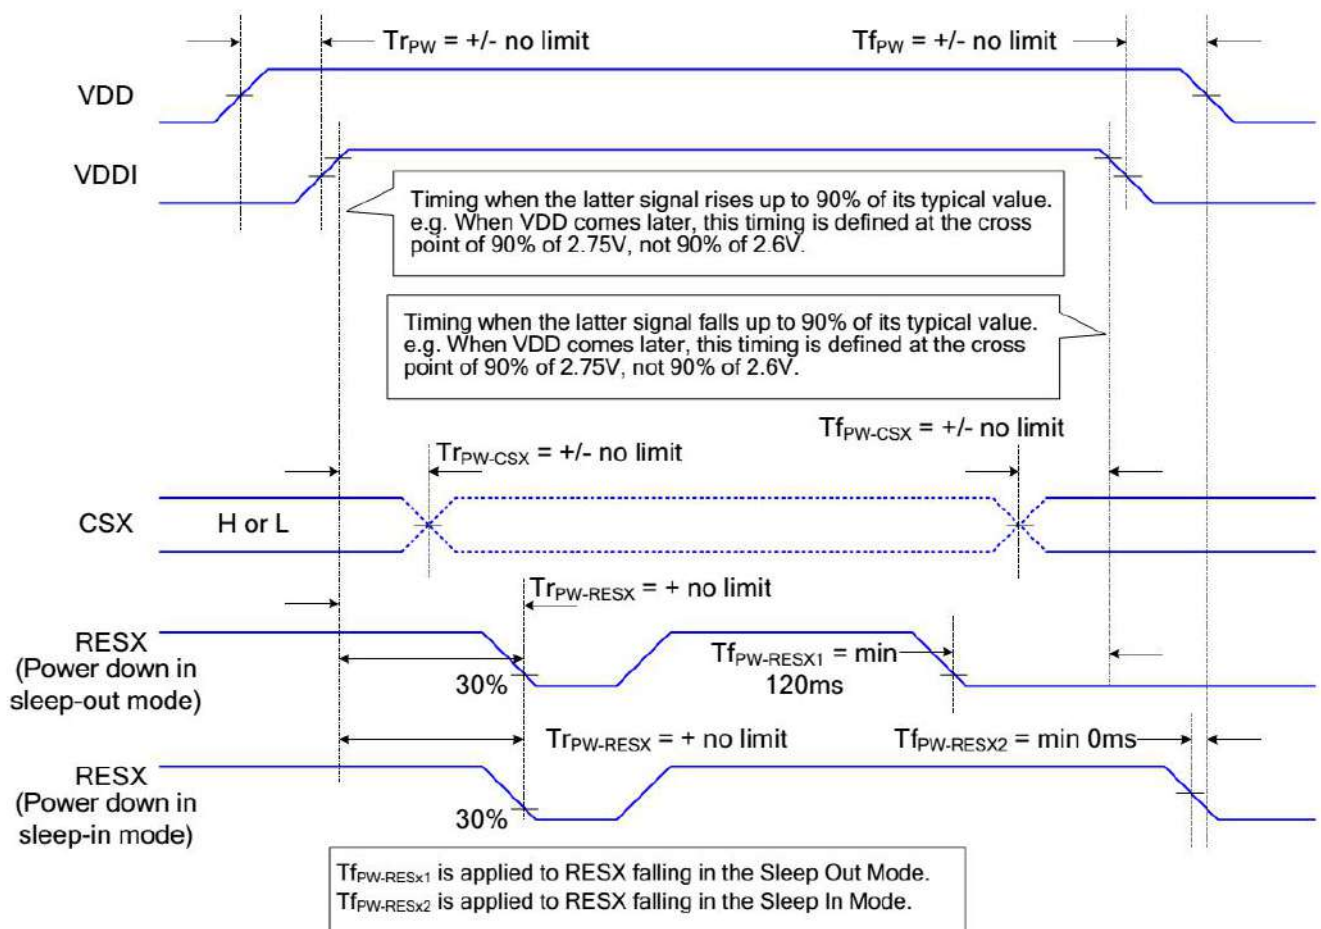 TrPW = +/- no limit
TfPW = +/- no limit
VDD
VDDI
Timing when the latter signal rises up to 90% of its typical value.
e.g. When VDD comes later, this timing is defined at the cross
point of 90% of 2.75V, not 90% of 2.6V.
Timing when the latter signal falls up to 90% of its typical value.
e.g. When VDD comes later, this timing is defined at the cross
point of 90% of 2.75V, not 90% of 2.6V.
TfPW-CSX = +/- no limit
TrPW-CSX = +/- no limit
CSX
H or L
TrPW-RESX = + no limit
RESX
(Power down in
sleep-out mode)
30%
TfPW-RESX1 = min
120ms
TrPW-RESX = + no limit
TfPW-RESX2 = min 0ms
RESX
(Power down in
sleep-in mode)
30%
TfPW-RESx1 is applied to RESX falling in the Sleep Out Mode.
TfPW-RESx2 is applied to RESX falling in the Sleep In Mode.